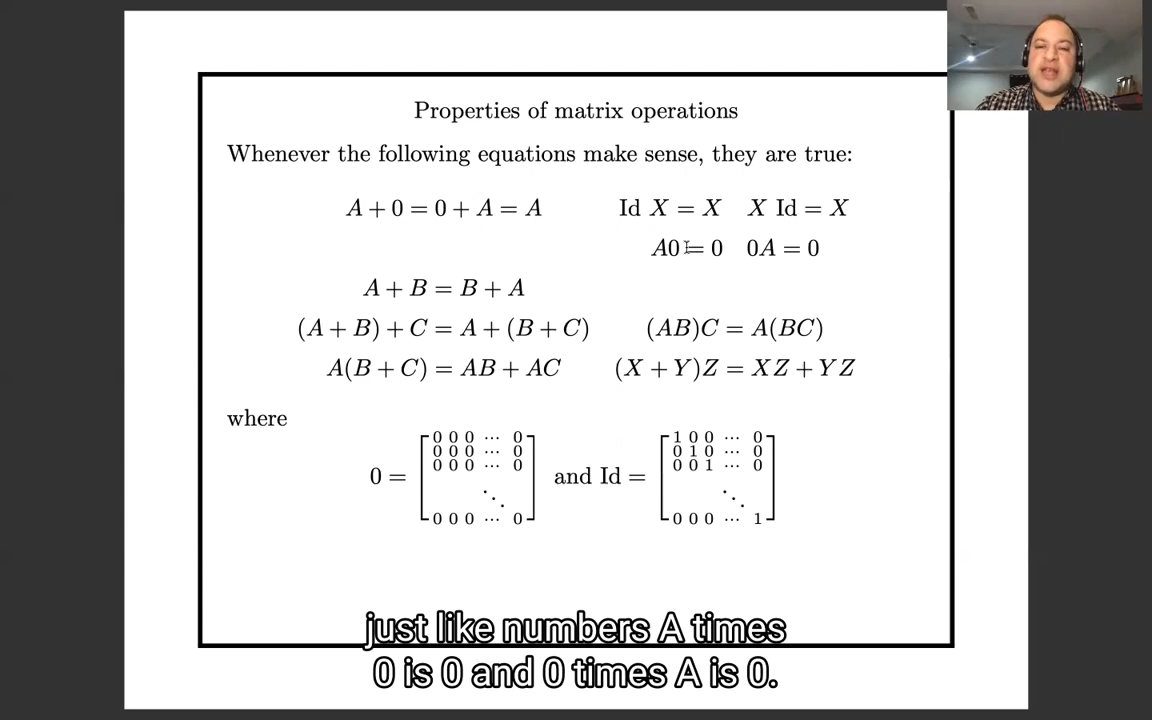 Properties of matrix operations
Whenever the following equations make sense, they are true:
A + 0 = 0 + A = A    Id X = X    X Id = X
A0 = 0    0A = 0
A + B = B + A
(A + B) + C = A + (B + C)    (AB)C = A(BC)
A(B + C) = AB + AC    (X + Y)Z = XZ + YZ
where
0 0 0 ⋯ 0    1 0 0 ⋯ 0
0 0 0 ⋯ 0    0 1 0 ⋯ 0
0 0 0 ⋯ 0    0 0 1 ⋯ 0
0 =    ⋱    and Id =    ⋱
0 0 0 ⋯ 0    0 0 0 ⋯ 1
just like numbers A times
0 is 0 and 0 times A is 0.